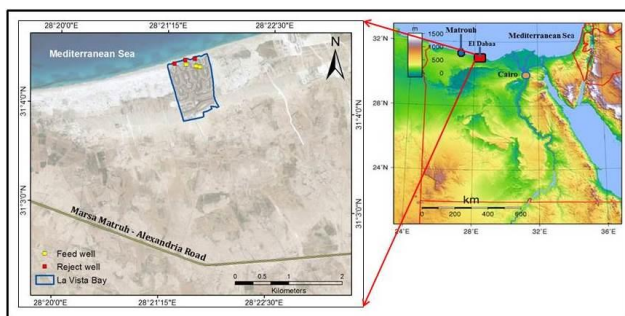 28°20'0"E
28°21'15"E
28°22'30"E
N
Mediterranean Sea
31°4'0"N
31°4'0"N
31°3'0"N
31°3'0"N
Marsa Matruh - Alexandria Road
Feed well
Reject well
La Vista Bay
0 0.5 1 2
Kilometers
28°20'0"E
28°21'15"E
28°22'30"E
m
1500
1000
500
0
Matrouh
Mediterranean Sea
El Dabaa
Cairo
32°N
28°N
24°N
km
0 200 400 600
24°E
28°E
32°E
36°E